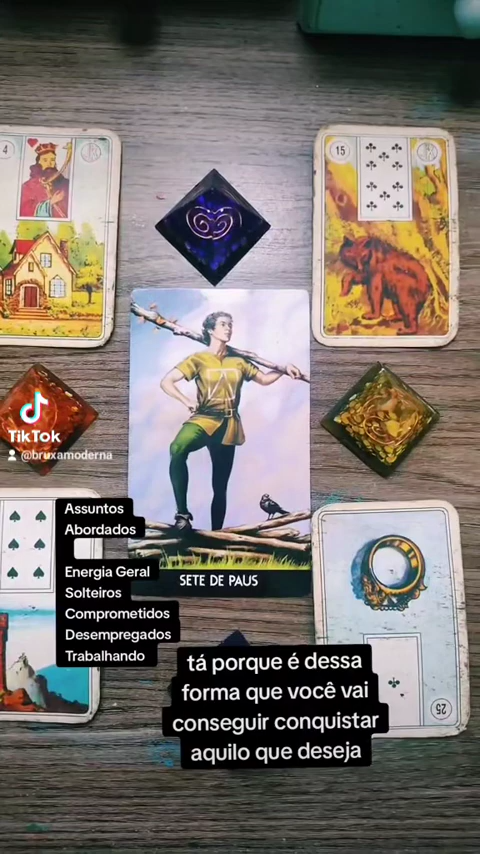 4
15
TikTok
@bruxamoderna
Assuntos
Abordados
Energia Geral
Solteiros
Comprometidos
Desempregados
Trabalhando
SETE DE PAUS
tá porque é dessa
forma que você vai
conseguir conquistar
aquilo que deseja
25